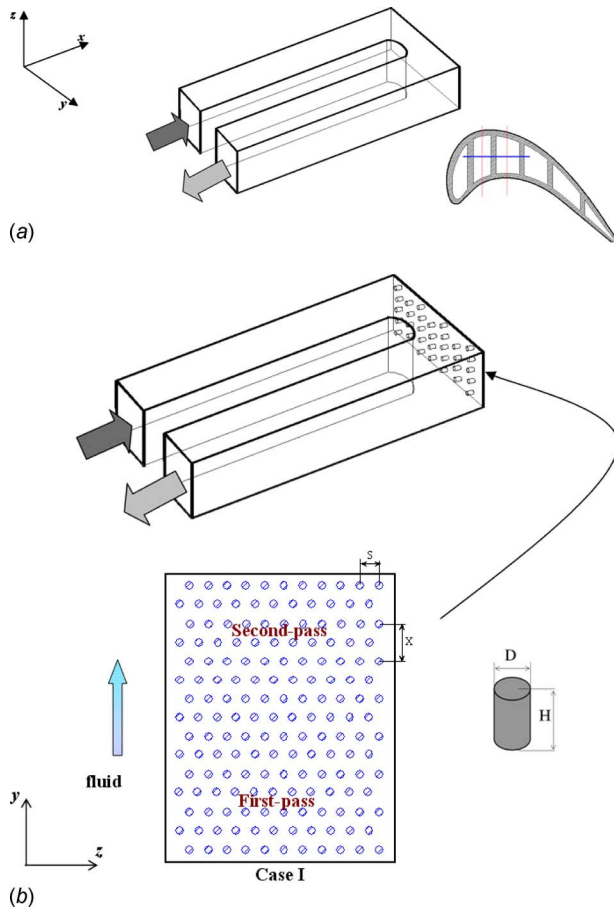 z
x
y
(a)
S
Second-pass
X
D
H
fluid
First-pass
y
z
Case I
(b)